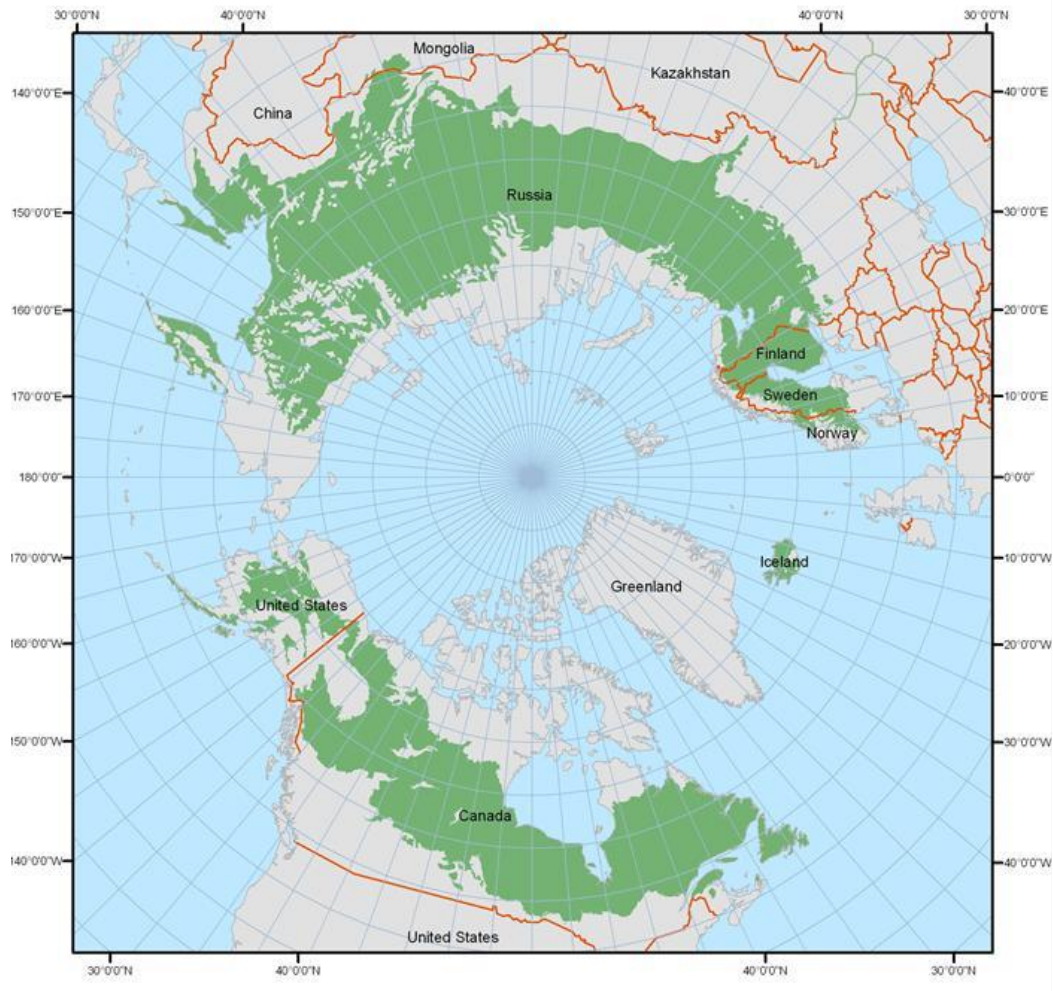 30°0'0"N 40°0'0"N 40°0'0"N 30°0'0"N
Mongolia
Kazakhstan
140°0'0"E 40°0'0"E
China
Russia
150°0'0"E 30°0'0"E
160°0'0"E 20°0'0"E
Finland
170°0'0"E Sweden 10°0'0"E
Norway
180°0'0" 0°0'0"
170°0'0"W Iceland 10°0'0"W
Greenland
United States
160°0'0"W 20°0'0"W
150°0'0"W 30°0'0"W
Canada
140°0'0"W 40°0'0"W
United States
30°0'0"N 40°0'0"N 40°0'0"N 30°0'0"N